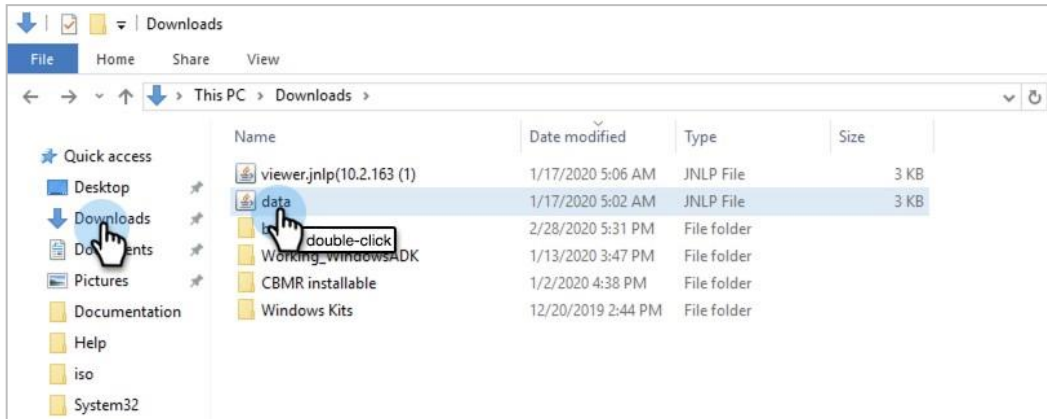 Downloads
File Home Share View
This PC > Downloads >
Name Date modified Type Size
Quick access
Desktop
Downloads
Pictures
Documentation
Help
iso
System32
viewer.jnlp(10.2.163 (1) 1/17/2020 5:06 AM JNLP File 3 KB
data 1/17/2020 5:02 AM JNLP File 3 KB
2/28/2020 5:31 PM File folder
double-click
Working_WindowsADK 1/13/2020 3:47 PM File folder
CBMR installable 1/2/2020 4:38 PM File folder
Windows Kits 12/20/2019 2:44 PM File folder